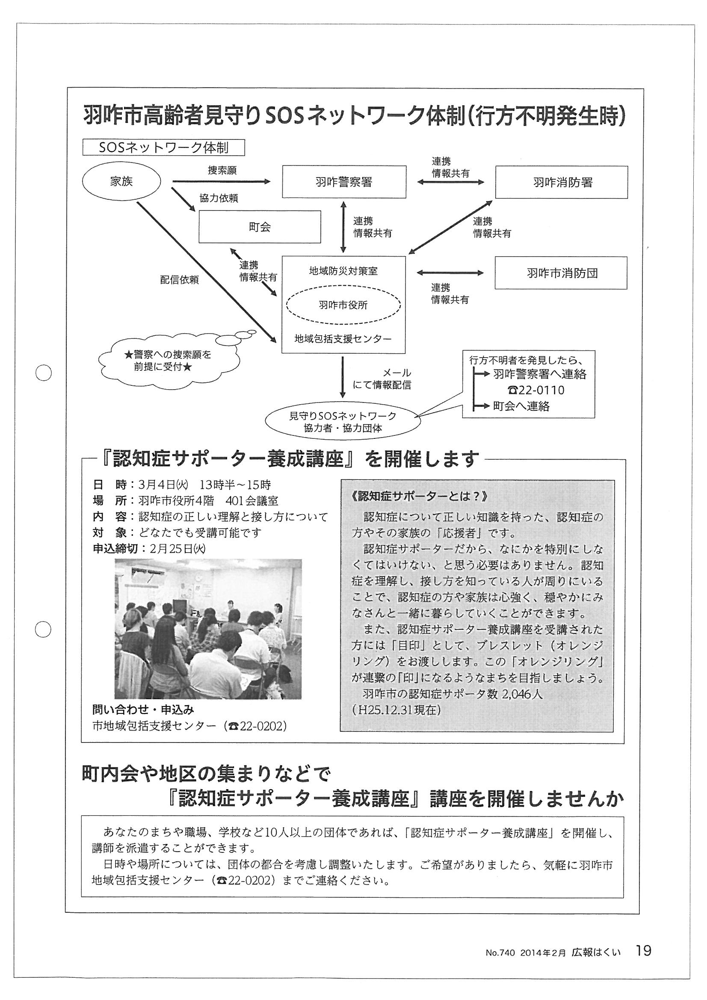 羽咋市高齢者見守りSOSネットワーク体制(行方不明発生時)
SOSネットワーク体制
家族
捜索願
羽咋警察署
連携
情報共有
羽咋消防署
協力依頼
町会
連携
情報共有
連携
情報共有
配信依頼
連携
情報共有
地域防災対策室
羽咋市役所
地域包括支援センター
羽咋市消防団
連携
情報共有
★警察への捜索願を
前提に受付★
メール
にて情報配信
行方不明者を発見したら、
羽咋警察署へ連絡
☎22-0110
町会へ連絡
見守りSOSネットワーク
協力者・協力団体
『認知症サポーター養成講座』を開催します
日　時：3月4日㈫　13時半～15時
場　所：羽咋市役所4階　401会議室
内　容：認知症の正しい理解と接し方について
対　象：どなたでも受講可能です
申込締切：2月25日㈫
問い合わせ・申込み
市地域包括支援センター（☎22-0202）
《認知症サポーターとは？》
　認知症について正しい知識を持った、認知症の
方やその家族の「応援者」です。
　認知症サポーターだから、なにかを特別にしな
くてはいけない、と思う必要はありません。認知
症を理解し、接し方を知っている人が周りにいる
ことで、認知症の方や家族は心強く、穏やかにみ
なさんと一緒に暮らしていくことができます。
　また、認知症サポーター養成講座を受講された
方には「目印」として、ブレスレット（オレンジ
リング）をお渡しします。この「オレンジリング」
が連繋の「印」になるようなまちを目指しましょう。
　羽咋市の認知症サポータ数 2,046人
（H25.12.31現在）
町内会や地区の集まりなどで
『認知症サポーター養成講座』講座を開催しませんか
　あなたのまちや職場、学校など10人以上の団体であれば、「認知症サポーター養成講座」を開催し、
講師を派遣することができます。
　日時や場所については、団体の都合を考慮し調整いたします。ご希望がありましたら、気軽に羽咋市
地域包括支援センター（☎22-0202）までご連絡ください。
No.740 2014年2月 広報はくい 19